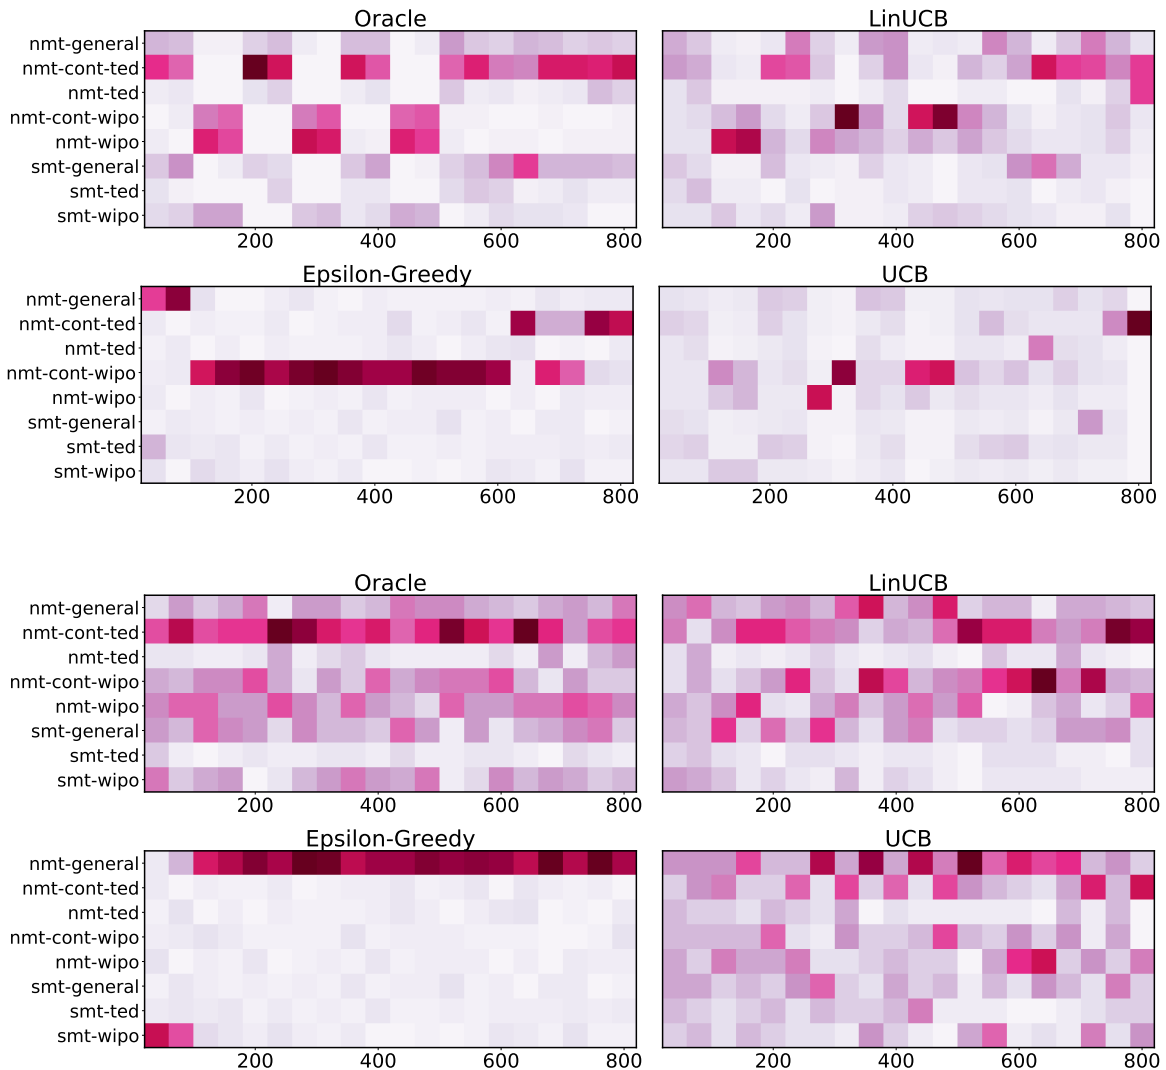 Oracle LinUCB
nmt-general
nmt-cont-ted
nmt-ted
nmt-cont-wipo
nmt-wipo
smt-general
smt-ted
smt-wipo
200 400 600 800 200 400 600 800
Epsilon-Greedy UCB
nmt-general
nmt-cont-ted
nmt-ted
nmt-cont-wipo
nmt-wipo
smt-general
smt-ted
smt-wipo
200 400 600 800 200 400 600 800
Oracle LinUCB
nmt-general
nmt-cont-ted
nmt-ted
nmt-cont-wipo
nmt-wipo
smt-general
smt-ted
smt-wipo
200 400 600 800 200 400 600 800
Epsilon-Greedy UCB
nmt-general
nmt-cont-ted
nmt-ted
nmt-cont-wipo
nmt-wipo
smt-general
smt-ted
smt-wipo
200 400 600 800 200 400 600 800